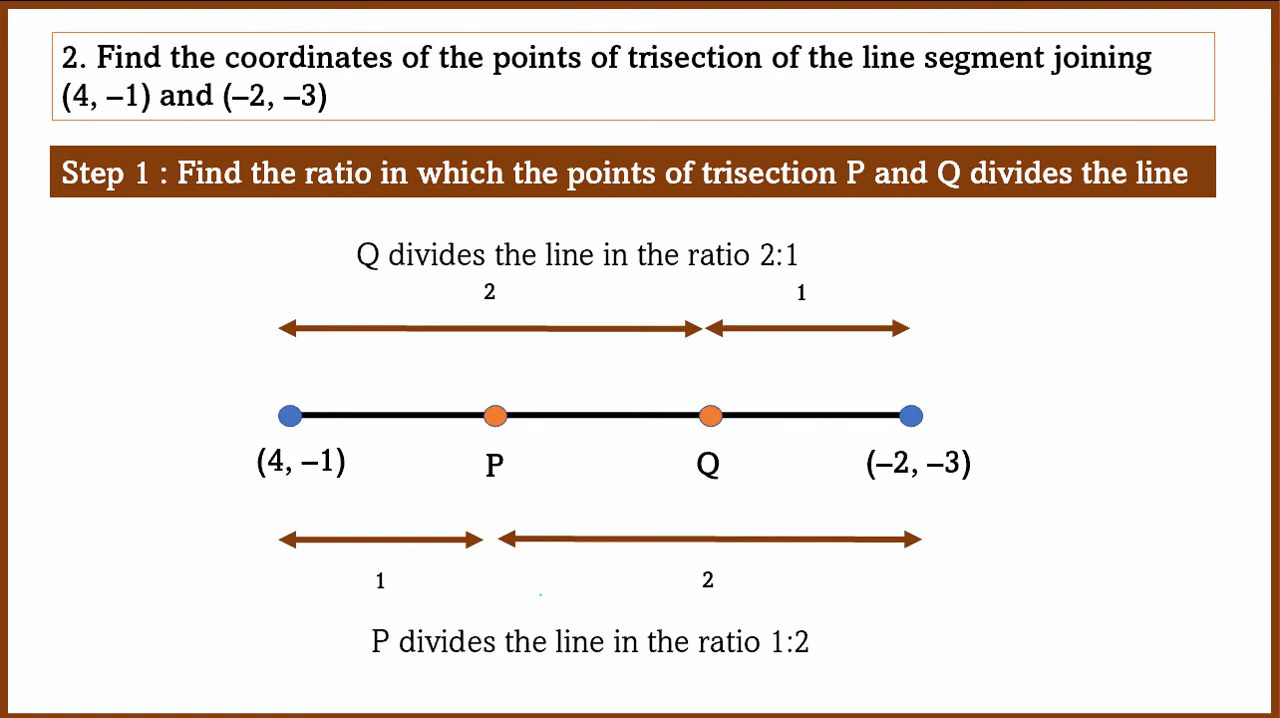 2. Find the coordinates of the points of trisection of the line segment joining
(4, –1) and (–2, –3)
Step 1 : Find the ratio in which the points of trisection P and Q divides the line
Q divides the line in the ratio 2:1
2 1
(4, –1) P Q (–2, –3)
1 2
P divides the line in the ratio 1:2